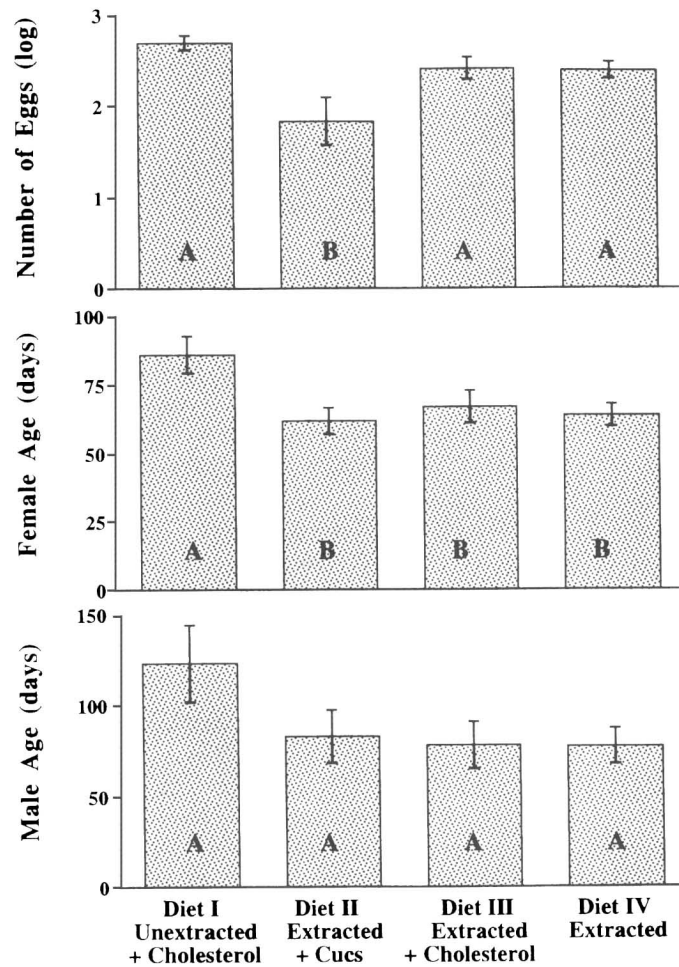 Number of Eggs (log)
3
2
1
0
A
B
A
A
Female Age (days)
100
75
50
25
0
A
B
B
B
Male Age (days)
150
100
50
0
A
A
A
A
Diet I
Unextracted
+ Cholesterol
Diet II
Extracted
+ Cucs
Diet III
Extracted
+ Cholesterol
Diet IV
Extracted